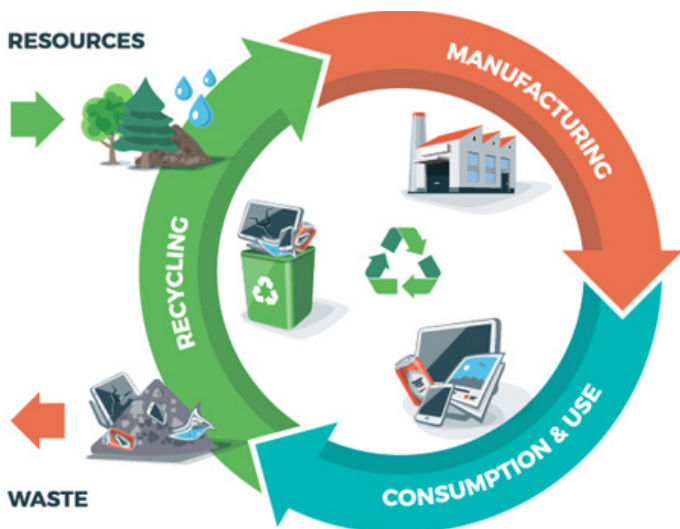 RESOURCES
MANUFACTURING
RECYCLING
CONSUMPTION & USE
WASTE